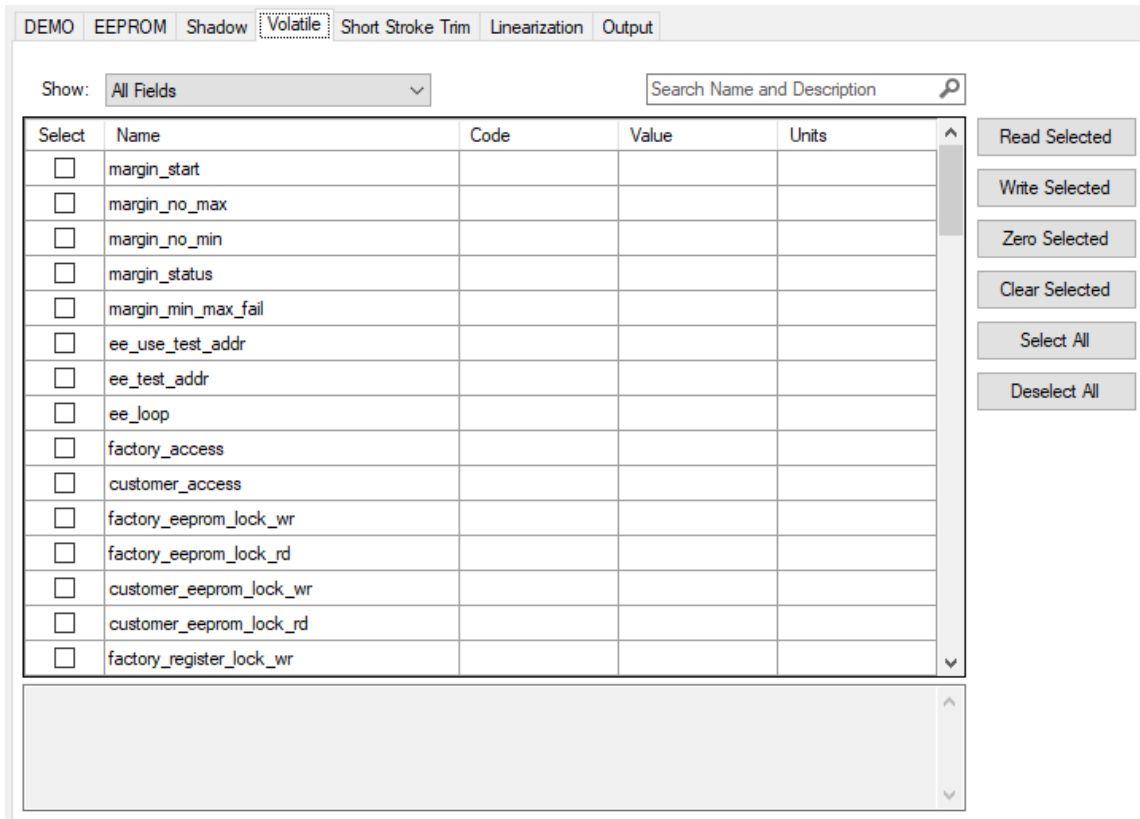 DEMO EEPROM Shadow Volatile Short Stroke Trim Linearization Output
Show: All Fields Search Name and Description
Select Name Code Value Units
margin_start
margin_no_max
margin_no_min
margin_status
margin_min_max_fail
ee_use_test_addr
ee_test_addr
ee_loop
factory_access
customer_access
factory_eeprom_lock_wr
factory_eeprom_lock_rd
customer_eeprom_lock_wr
customer_eeprom_lock_rd
factory_register_lock_wr
Read Selected
Write Selected
Zero Selected
Clear Selected
Select All
Deselect All